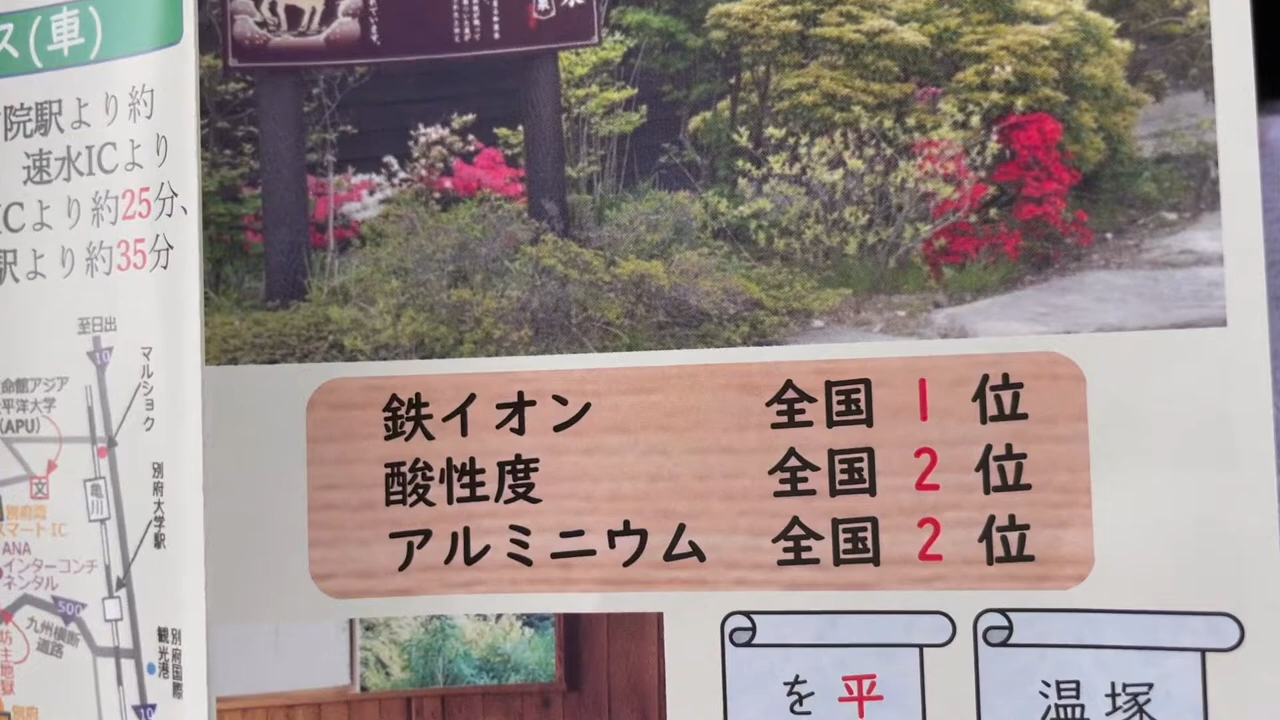 ス(車)
院駅より約
速水ICより
ICより約25分、
駅より約35分
至日出
10
マルショク
命館アジア
平洋大学
(APU)
亀川
別府大学駅
別府湾
スマートIC
ANA
インターコンチ
ネンタル
500
九州横断
道路
坊主地獄
別府国際
観光港
別府
10
鉄イオン 全国 1 位
酸性度 全国 2 位
アルミニウム 全国 2 位
を平
温塚